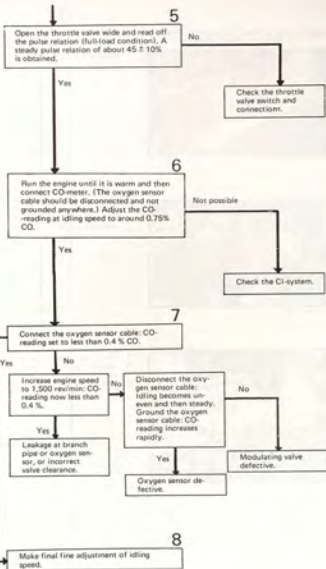 5
Open the throttle valve wide and read off
the pulse relation (full-load condition). A
steady pulse relation of about 45 ± 10%
is obtained.
No
Yes
Check the throttle
valve switch and
connections.
6
Run the engine until it is warm and then
connect CO-meter. (The oxygen sensor
cable should be disconnected and not
grounded anywhere.) Adjust the CO-
reading at idling speed to around 0.75%
CO.
Not possible
Yes
Check the CI-system.
7
Connect the oxygen sensor cable: CO-
reading set to less than 0.4 % CO.
Yes
No
Increase engine speed
to 1,500 rev/min: CO-
reading now less than
0.4 %.
No
Disconnect the oxy-
gen sensor cable:
Idling becomes un-
even and then steady.
Ground the oxygen
sensor cable: CO-
reading increases
rapidly.
No
Yes
Leakage at branch
pipe or oxygen sen-
sor, or incorrect
valve clearance.
Yes
Oxygen sensor de-
fective.
Modulating valve
defective.
8
Make final fine adjustment of idling
speed.